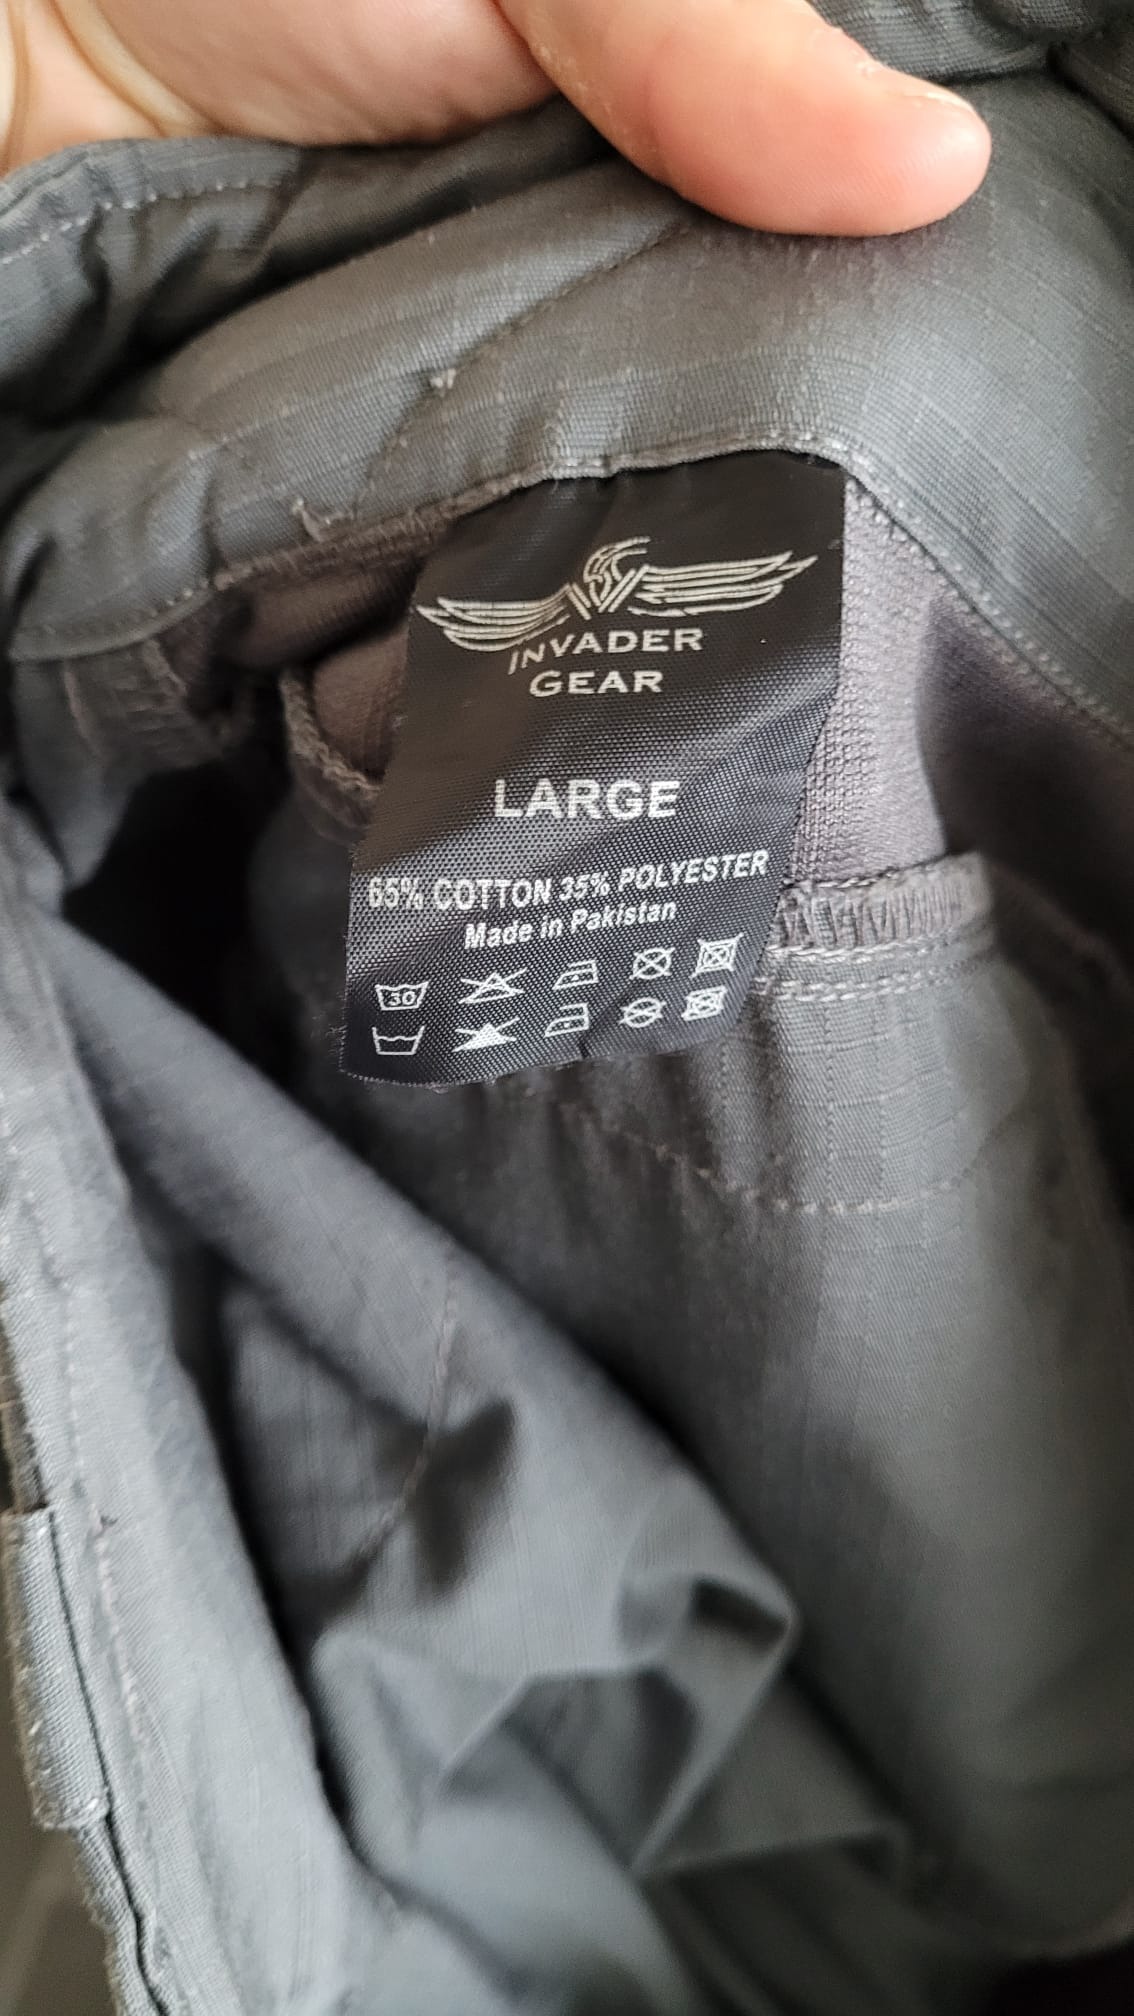 INVADER
GEAR
LARGE
65% COTTON 35% POLYESTER
Made in Pakistan
30